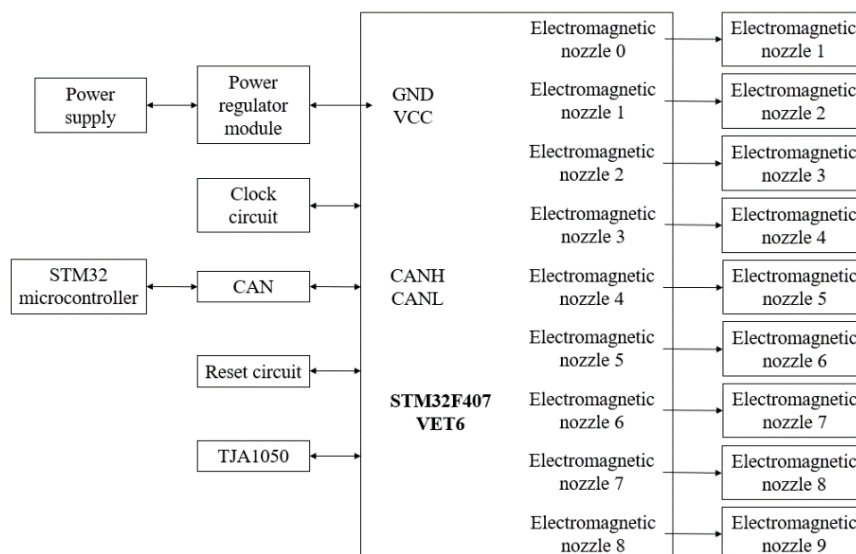 Power
supply
Power
regulator
module
Clock
circuit
STM32
microcontroller
CAN
Reset circuit
TJA1050
GND
VCC
CANH
CANL
STM32F407
VET6
Electromagnetic
nozzle 0
Electromagnetic
nozzle 1
Electromagnetic
nozzle 2
Electromagnetic
nozzle 3
Electromagnetic
nozzle 4
Electromagnetic
nozzle 5
Electromagnetic
nozzle 6
Electromagnetic
nozzle 7
Electromagnetic
nozzle 8
Electromagnetic
nozzle 1
Electromagnetic
nozzle 2
Electromagnetic
nozzle 3
Electromagnetic
nozzle 4
Electromagnetic
nozzle 5
Electromagnetic
nozzle 6
Electromagnetic
nozzle 7
Electromagnetic
nozzle 8
Electromagnetic
nozzle 9